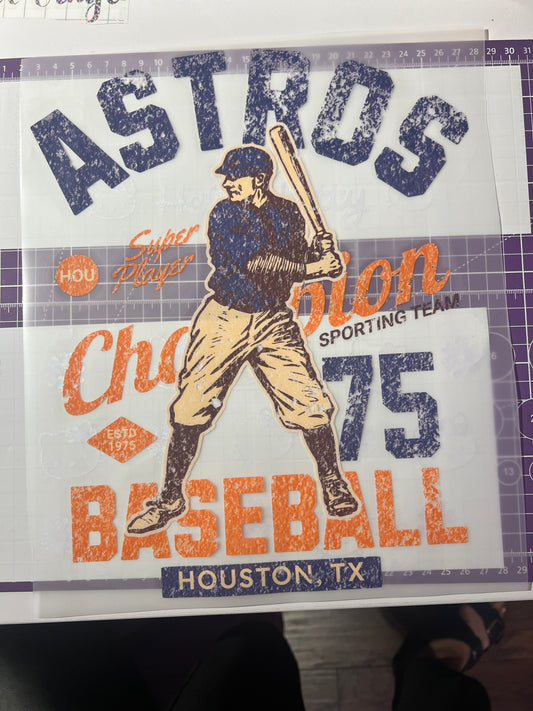 ASTROS
Super
Player
HOU
Champion
SPORTING TEAM
75
ESTD
1975
BASEBALL
HOUSTON, TX